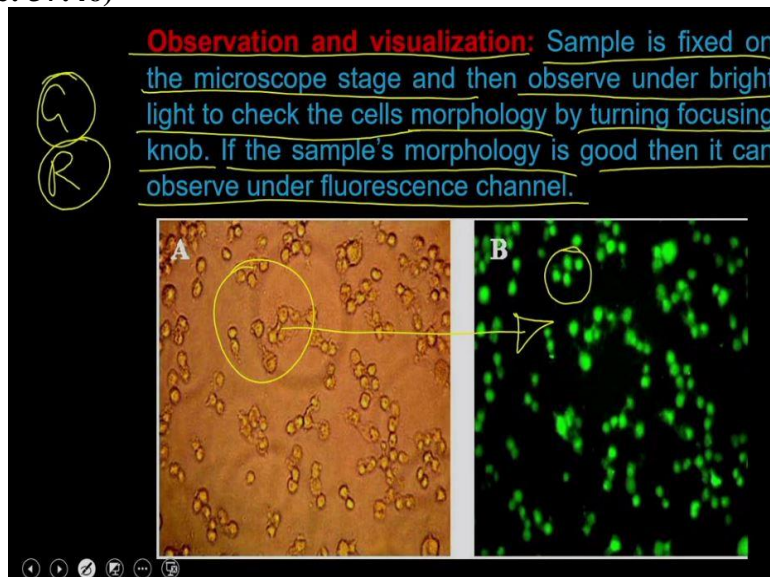 Observation and visualization: Sample is fixed on
the microscope stage and then observe under bright
light to check the cells morphology by turning focusing
knob. If the sample's morphology is good then it can
observe under fluorescence channel.
G
R
A
B